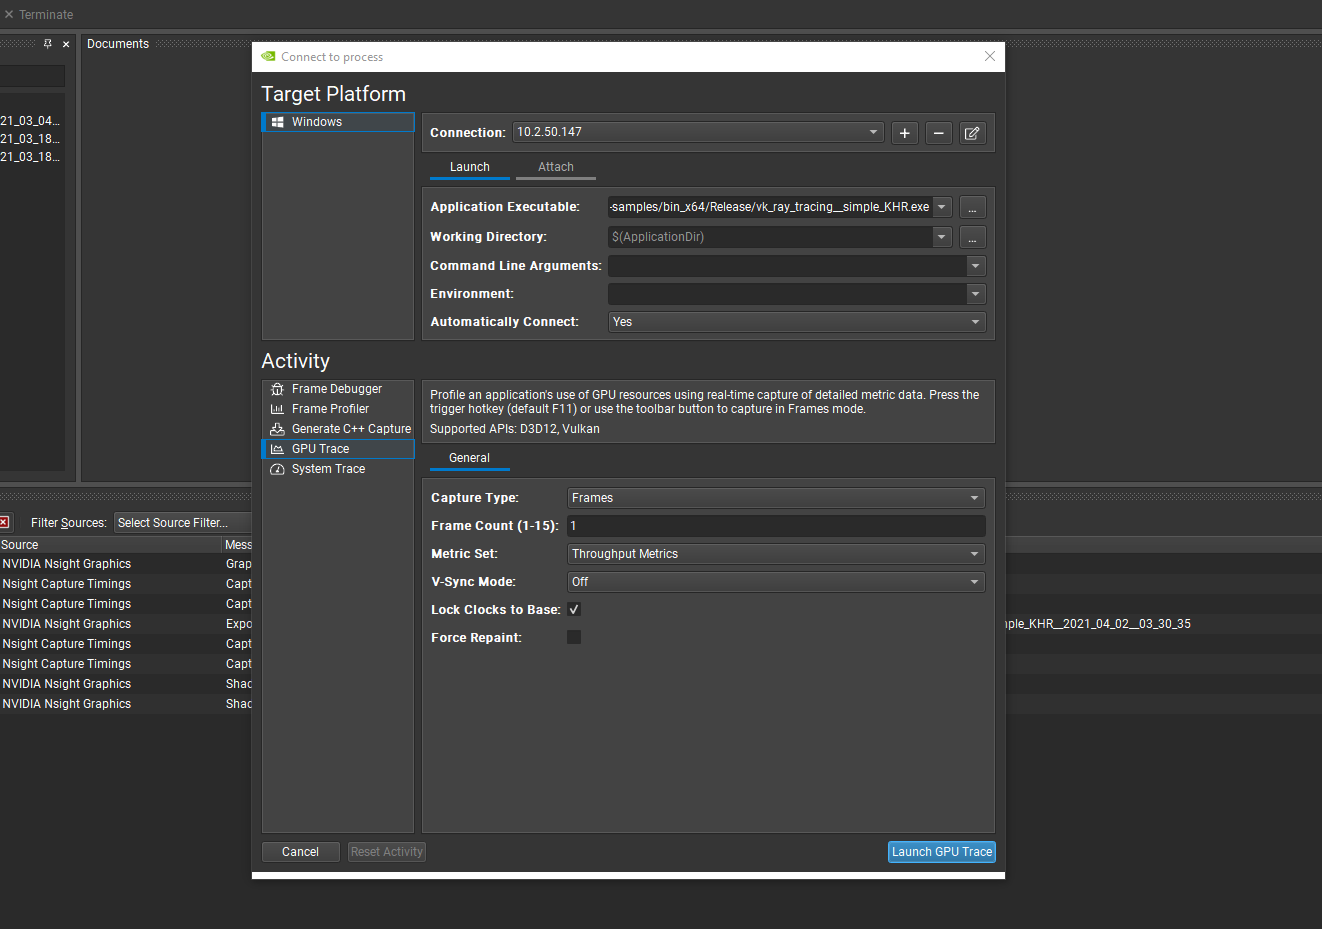 Terminate
Documents
21_03_04...
21_03_18...
21_03_18...
Connect to process
Target Platform
Windows
Connection: 10.2.50.147
Launch Attach
Application Executable: -samples/bin_x64/Release/vk_ray_tracing__simple_KHR.exe ...
Working Directory: $(ApplicationDir) ...
Command Line Arguments:
Environment:
Automatically Connect: Yes
Activity
Frame Debugger
Frame Profiler
Generate C++ Capture
GPU Trace
System Trace
Profile an application's use of GPU resources using real-time capture of detailed metric data. Press the
trigger hotkey (default F11) or use the toolbar button to capture in Frames mode.
Supported APIs: D3D12, Vulkan
General
Capture Type: Frames
Frame Count (1-15): 1
Metric Set: Throughput Metrics
V-Sync Mode: Off
Lock Clocks to Base:
Force Repaint:
Cancel Reset Activity Launch GPU Trace
Filter Sources: Select Source Filter...
Source Mess
NVIDIA Nsight Graphics Grap
Nsight Capture Timings Capt
Nsight Capture Timings Capt
NVIDIA Nsight Graphics Expo nple_KHR__2021_04_02__03_30_35
Nsight Capture Timings Capt
Nsight Capture Timings Capt
NVIDIA Nsight Graphics Shad
NVIDIA Nsight Graphics Shad